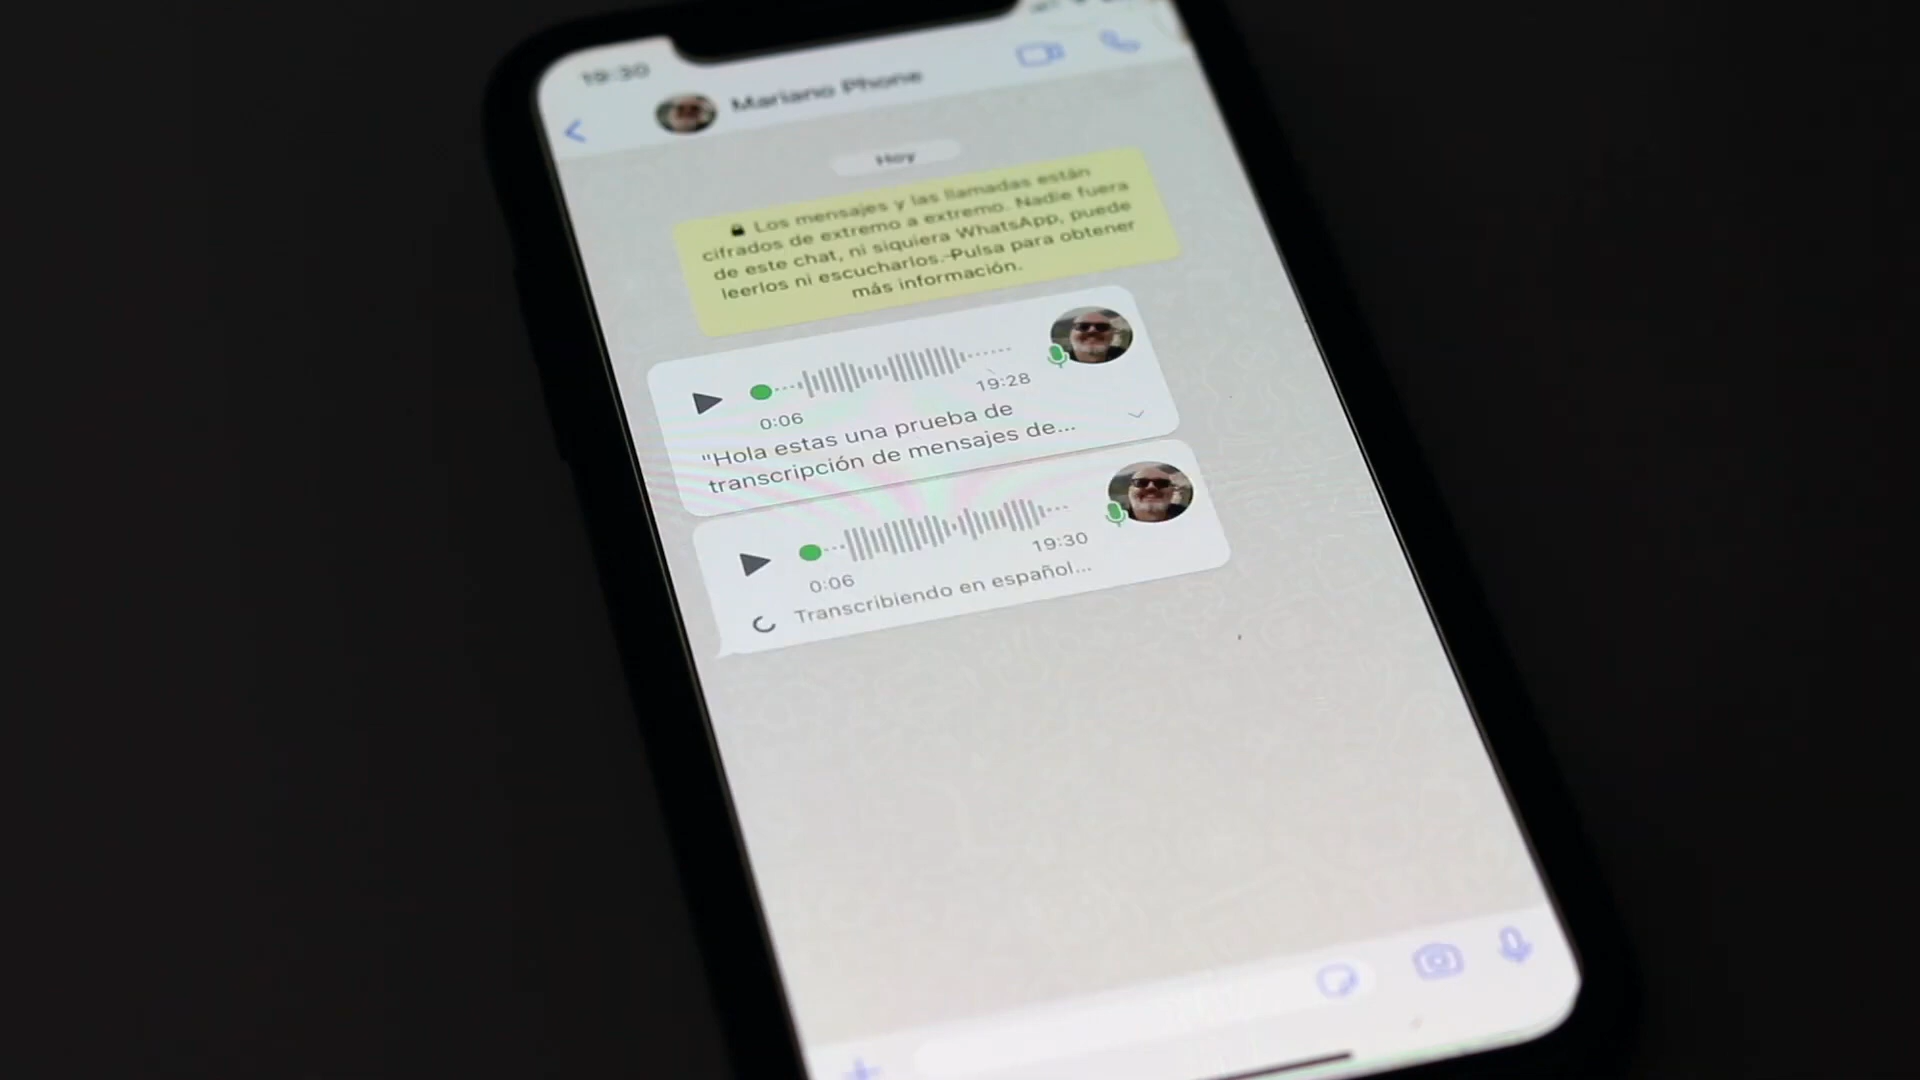 19:30
Mariano Phone
Hoy
Los mensajes y las llamadas están
cifrados de extremo a extremo. Nadie fuera
de este chat, ni siquiera WhatsApp, puede
leerlos ni escucharlos. Pulsa para obtener
más información.
19:28
0:06
"Hola estas una prueba de
transcripción de mensajes de...
19:30
0:06
Transcribiendo en español...